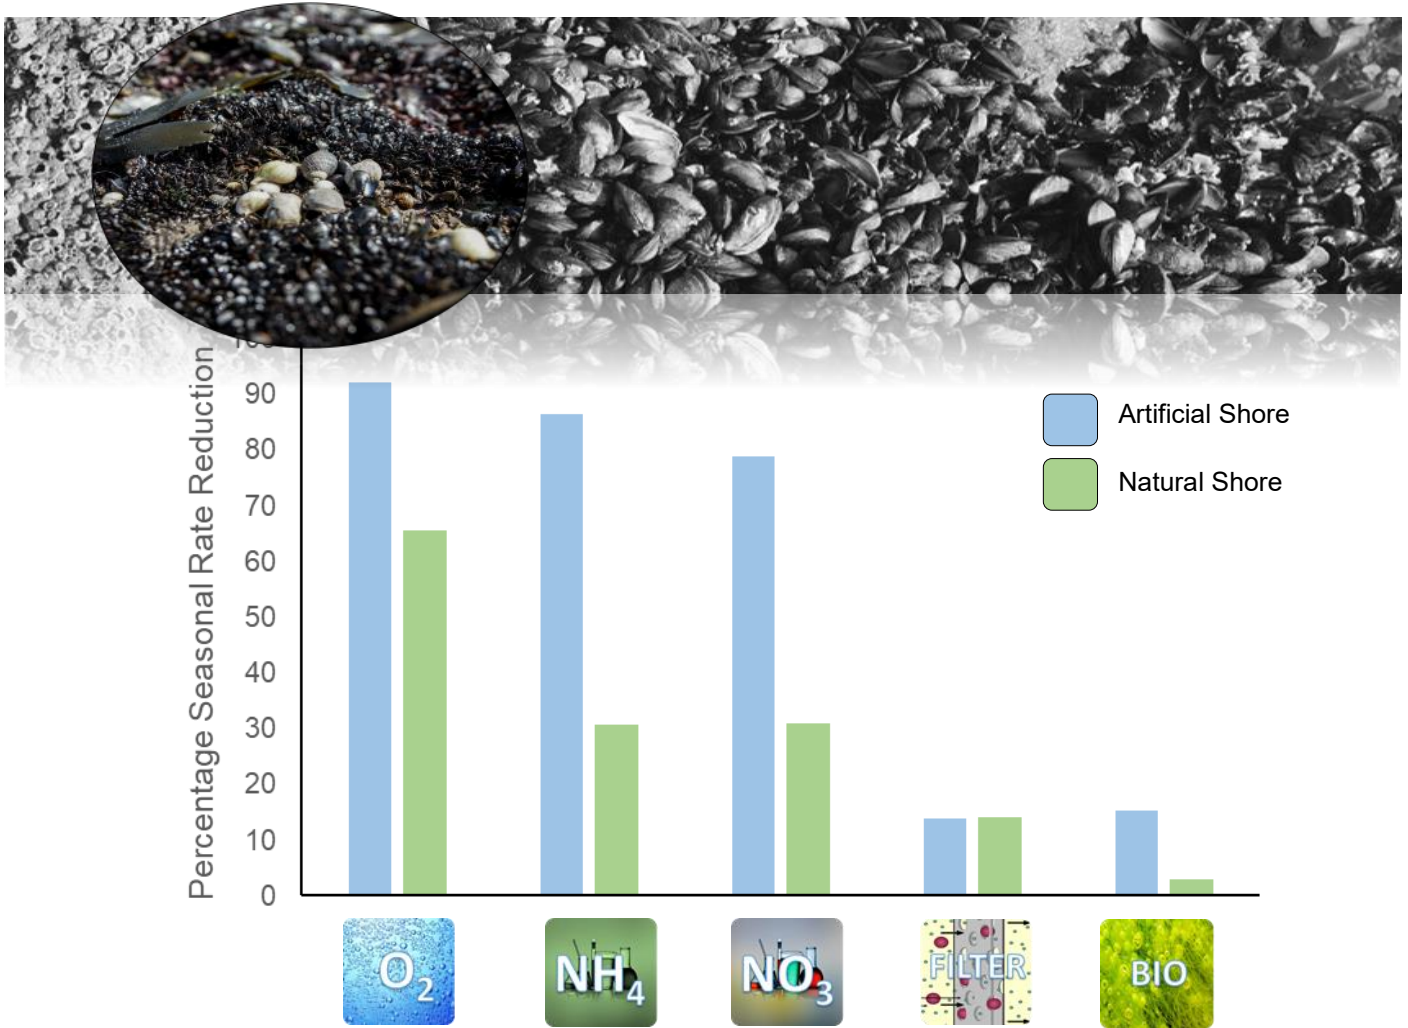 Percentage Seasonal Rate Reduction
90
80
70
60
50
40
30
20
10
0
Artificial Shore
Natural Shore
O₂
NH₄
NO₃
FILTER
BIO